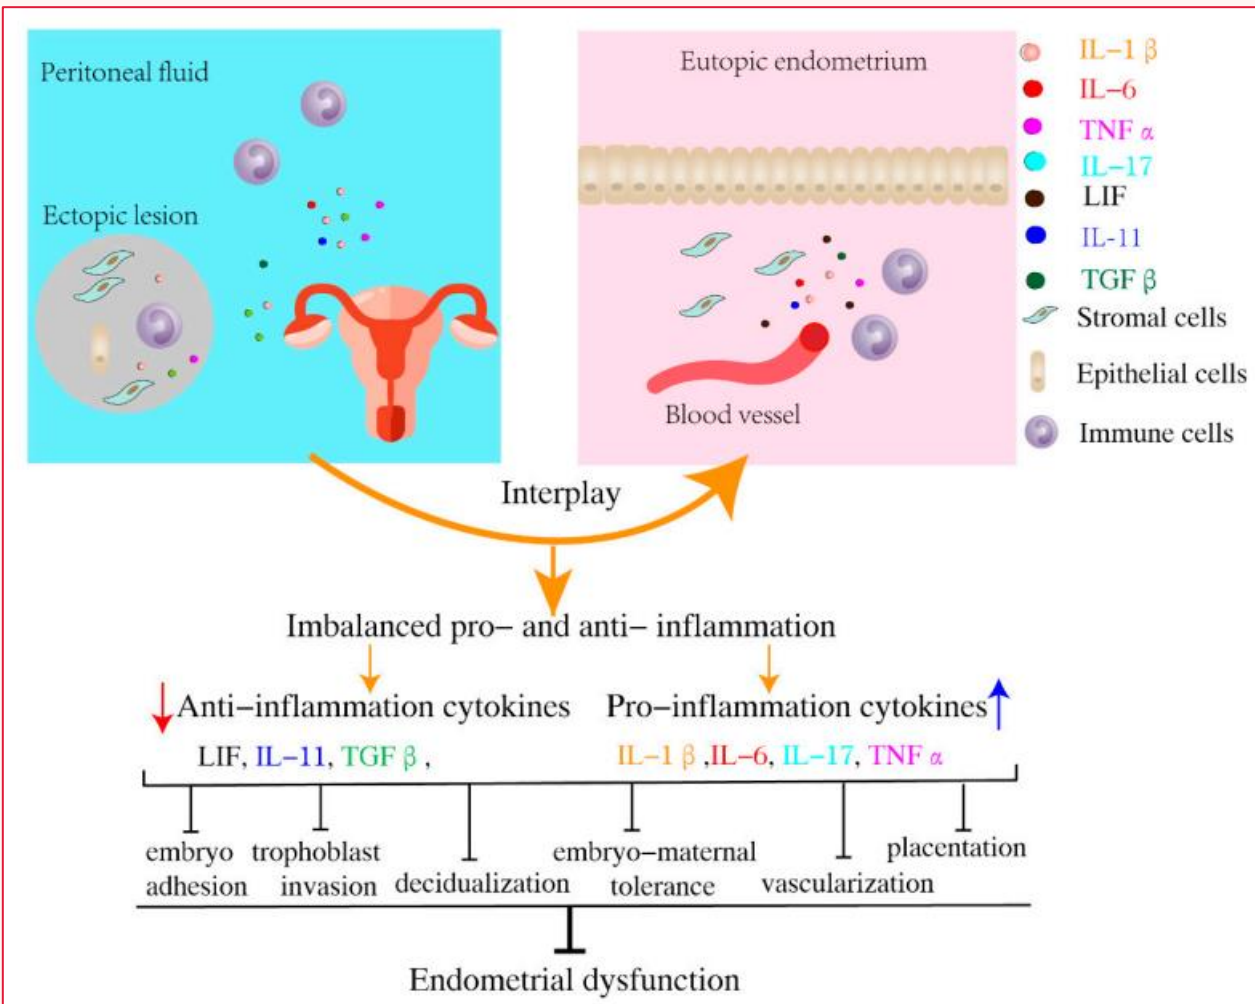 Peritoneal fluid
Ectopic lesion
Eutopic endometrium
Blood vessel
IL-1 β
IL-6
TNF α
IL-17
LIF
IL-11
TGF β
Stromal cells
Epithelial cells
Immune cells
Interplay
Imbalanced pro- and anti- inflammation
Anti-inflammation cytokines
Pro-inflammation cytokines
LIF, IL-11, TGF β ,
IL-1 β ,IL-6, IL-17, TNF α
embryo
adhesion
trophoblast
invasion
decidualization
embryo-maternal
tolerance
vascularization
placentation
Endometrial dysfunction